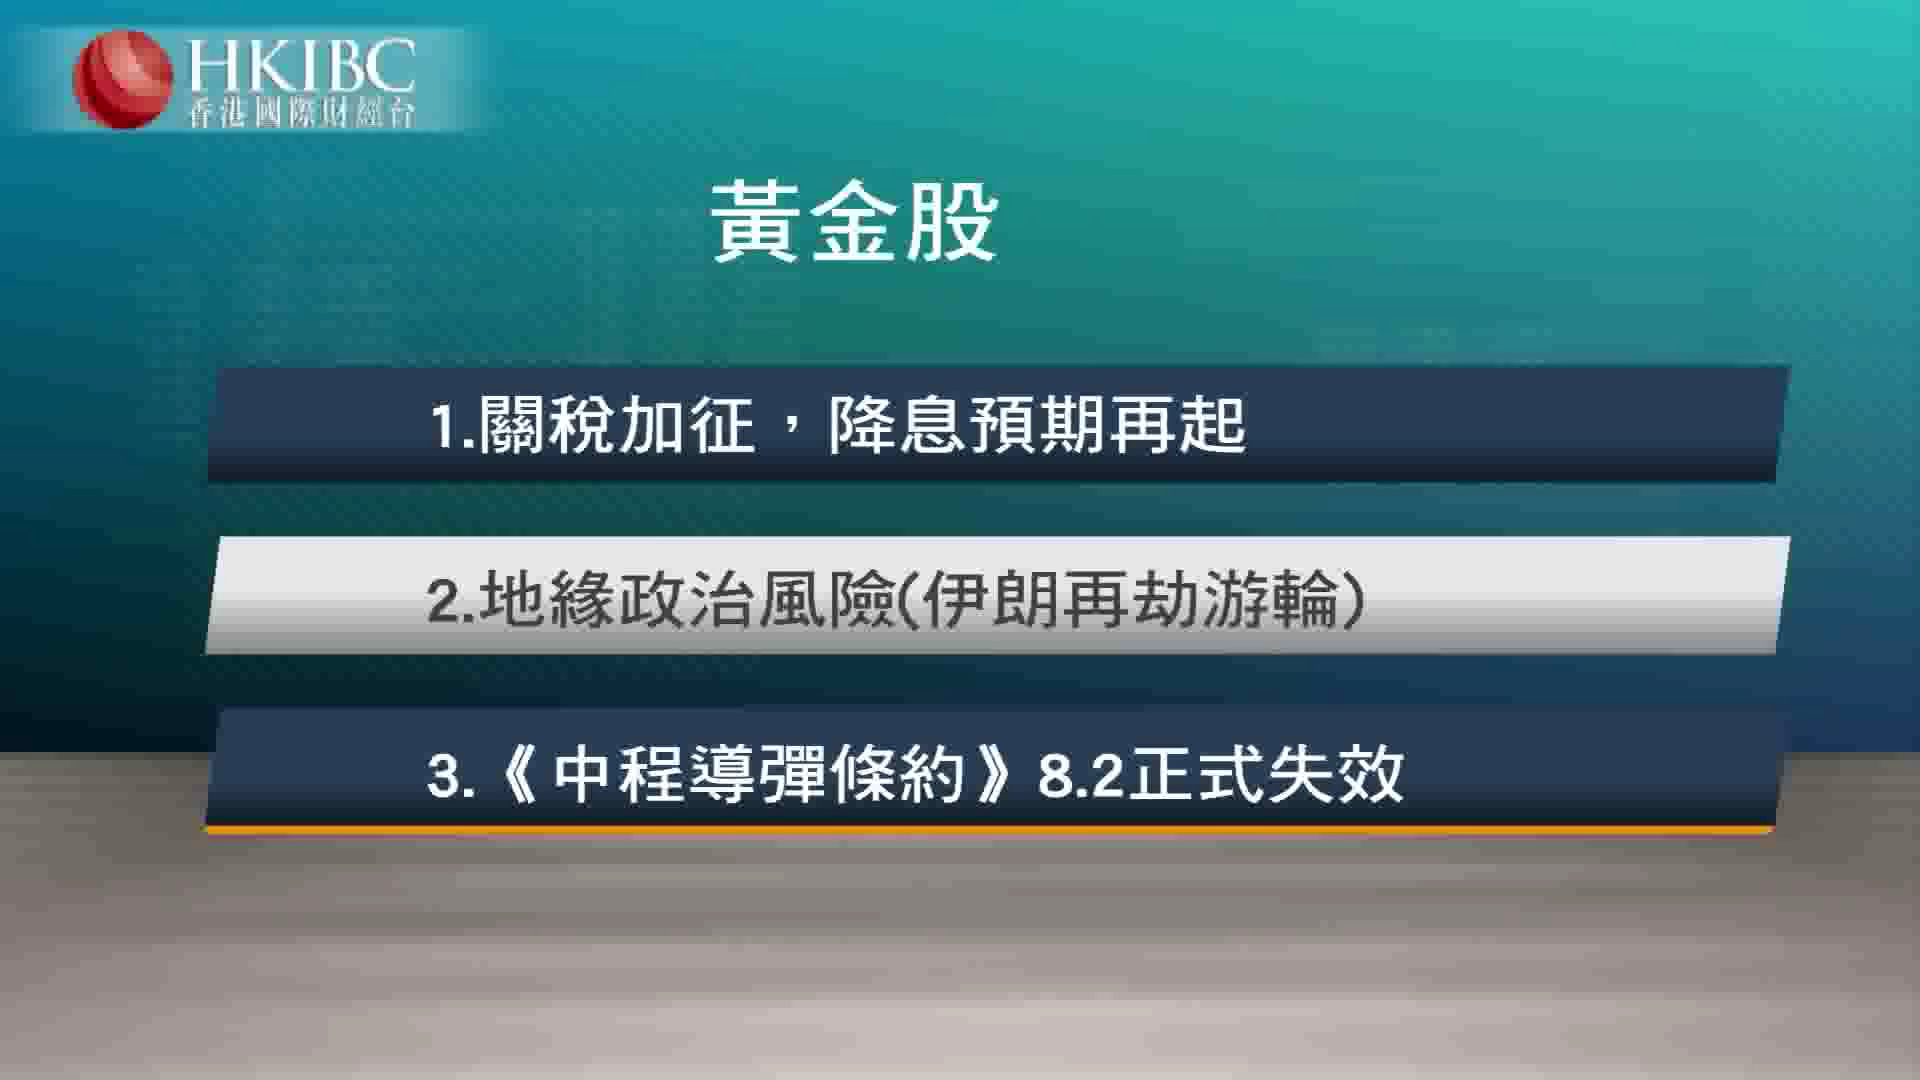 HKIBC
香港國際財經台
黃金股
1.關稅加征，降息預期再起
2.地緣政治風險(伊朗再劫游輪)
3.《中程導彈條約》8.2正式失效